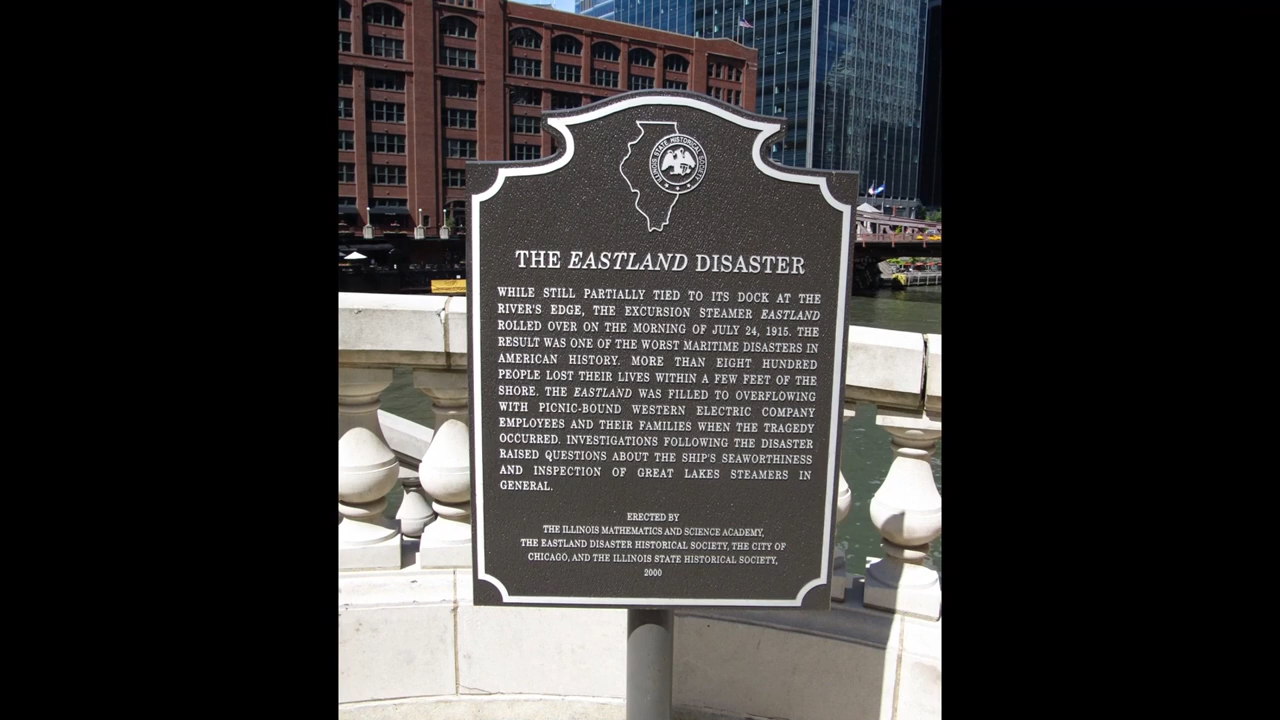 ILLINOIS STATE HISTORICAL SOCIETY
THE EASTLAND DISASTER
WHILE STILL PARTIALLY TIED TO ITS DOCK AT THE
RIVER'S EDGE, THE EXCURSION STEAMER EASTLAND
ROLLED OVER ON THE MORNING OF JULY 24, 1915. THE
RESULT WAS ONE OF THE WORST MARITIME DISASTERS IN
AMERICAN HISTORY. MORE THAN EIGHT HUNDRED
PEOPLE LOST THEIR LIVES WITHIN A FEW FEET OF THE
SHORE. THE EASTLAND WAS FILLED TO OVERFLOWING
WITH PICNIC-BOUND WESTERN ELECTRIC COMPANY
EMPLOYEES AND THEIR FAMILIES WHEN THE TRAGEDY
OCCURRED. INVESTIGATIONS FOLLOWING THE DISASTER
RAISED QUESTIONS ABOUT THE SHIP'S SEAWORTHINESS
AND INSPECTION OF GREAT LAKES STEAMERS IN
GENERAL.
ERECTED BY
THE ILLINOIS MATHEMATICS AND SCIENCE ACADEMY,
THE EASTLAND DISASTER HISTORICAL SOCIETY, THE CITY OF
CHICAGO, AND THE ILLINOIS STATE HISTORICAL SOCIETY,
2000